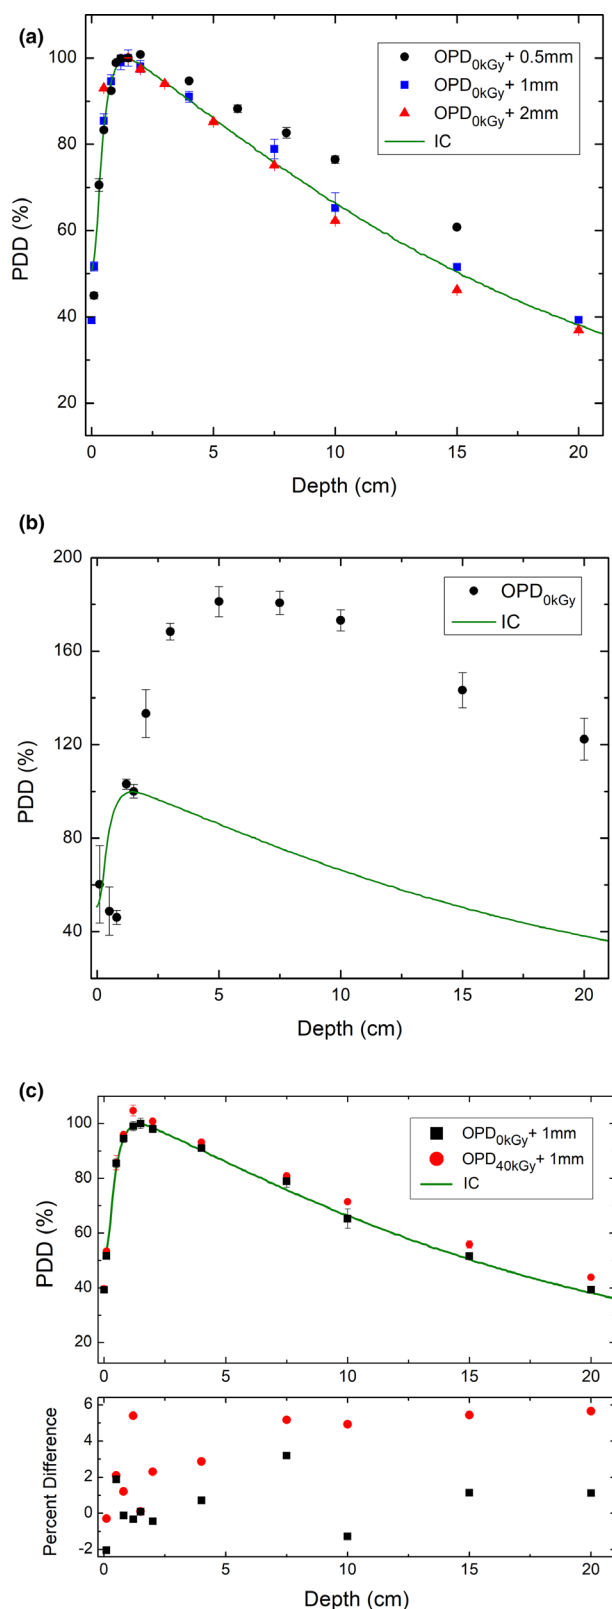 (a)
100
80
60
40
20
PDD (%)
OPD0kGy+ 0.5mm
OPD0kGy+ 1mm
OPD0kGy+ 2mm
IC
0 5 10 15 20
Depth (cm)
(b)
200
160
120
80
40
PDD (%)
OPD0kGy
IC
0 5 10 15 20
Depth (cm)
(c)
120
100
80
60
40
20
PDD (%)
OPD0kGy+ 1mm
OPD40kGy+ 1mm
IC
0 5 10 15 20
6
4
2
0
-2
Percent Difference
0 5 10 15 20
Depth (cm)